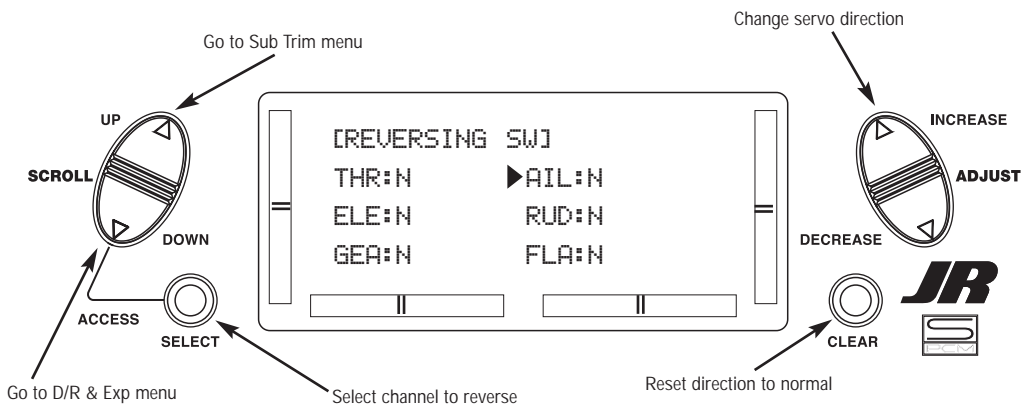 Change servo direction
Go to Sub Trim menu
UP
INCREASE
[REVERSING SW]
THR:N ▶AIL:N
SCROLL
ADJUST
ELE:N RUD:N
DOWN
DECREASE
GEA:N FLA:N
JR
ACCESS
SELECT
CLEAR
S
PCM
Go to D/R & Exp menu
Select channel to reverse
Reset direction to normal